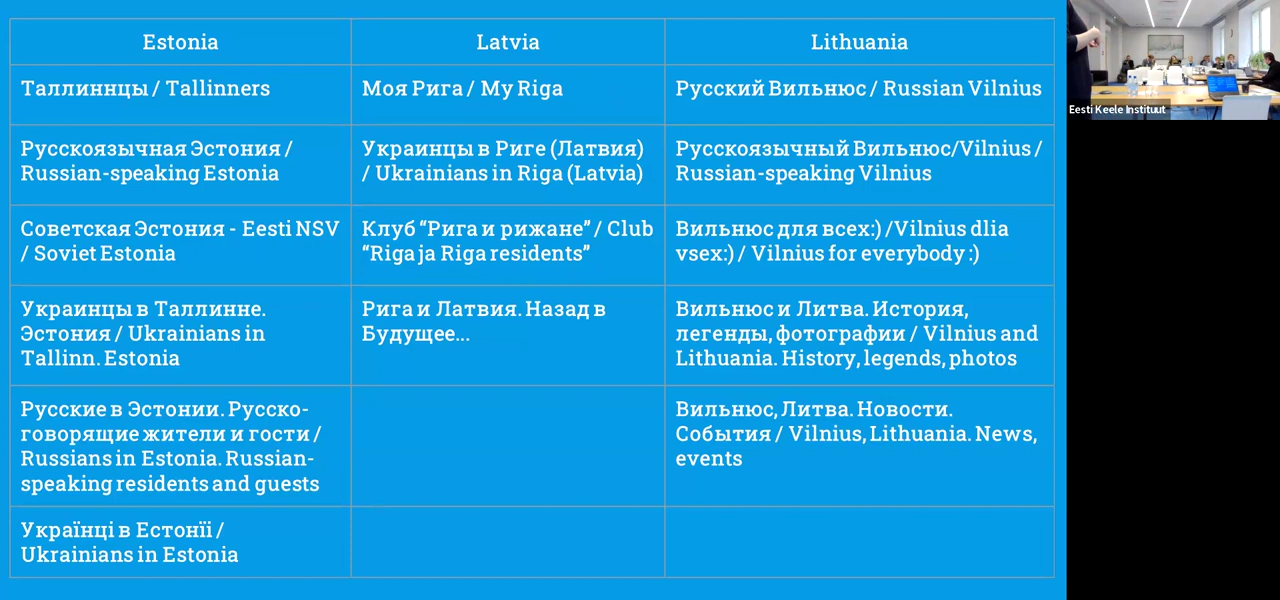 Estonia
Latvia
Lithuania
Таллиннцы / Tallinners
Моя Рига / My Riga
Русский Вильнюс / Russian Vilnius
Русскоязычная Эстония /
Russian-speaking Estonia
Украинцы в Риге (Латвия)
/ Ukrainians in Riga (Latvia)
Русскоязычный Вильнюс/Vilnius /
Russian-speaking Vilnius
Советская Эстония - Eesti NSV
/ Soviet Estonia
Клуб “Рига и рижане” / Club
“Riga ja Riga residents”
Вильнюс для всех:) /Vilnius dlia
vsex:) / Vilnius for everybody :)
Украинцы в Таллинне.
Эстония / Ukrainians in
Tallinn. Estonia
Рига и Латвия. Назад в
Будущее...
Вильнюс и Литва. История,
легенды, фотографии / Vilnius and
Lithuania. History, legends, photos
Русские в Эстонии. Русско-
говорящие жители и гости /
Russians in Estonia. Russian-
speaking residents and guests
Вильнюс, Литва. Новости.
События / Vilnius, Lithuania. News,
events
Українці в Естонїі /
Ukrainians in Estonia
Eesti Keele Instituut